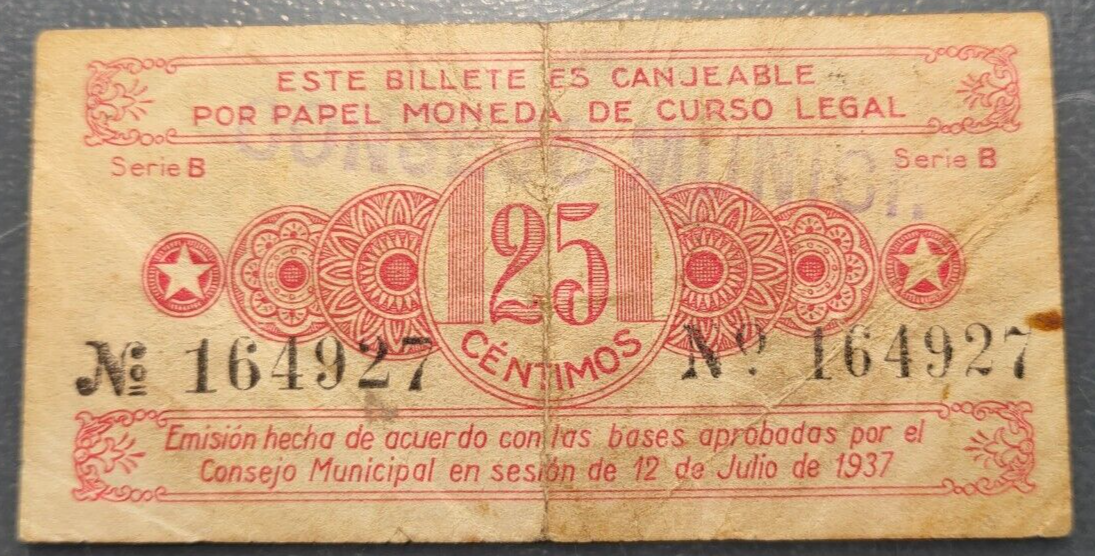 ESTE BILLETE ES CANJEABLE
POR PAPEL MONEDA DE CURSO LEGAL
CONSEJO MUNICI
Serie B
Serie B
25
CÉNTIMOS
Nº 164927
Nº 164927
Emisión hecha de acuerdo con las bases aprobadas por el
Consejo Municipal en sesión de 12 de Julio de 1937